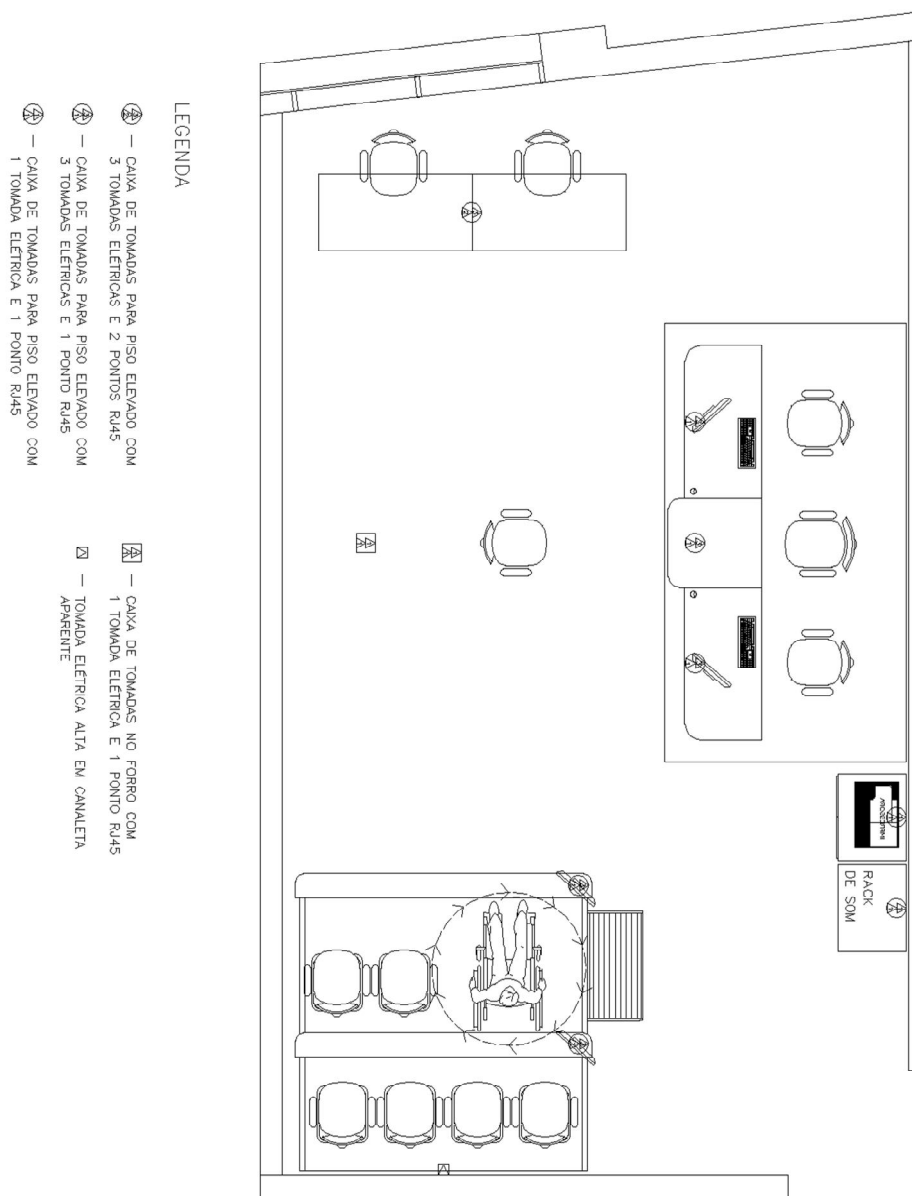 LEGENDA
— CAIXA DE TOMADAS PARA PISO ELEVADO COM
3 TOMADAS ELÉTRICAS E 2 PONTOS RJ45
— CAIXA DE TOMADAS PARA PISO ELEVADO COM
3 TOMADAS ELÉTRICAS E 1 PONTO RJ45
— CAIXA DE TOMADAS PARA PISO ELEVADO COM
1 TOMADA ELÉTRICA E 1 PONTO RJ45
— CAIXA DE TOMADAS NO FORRO COM
1 TOMADA ELÉTRICA E 1 PONTO RJ45
— TOMADA ELÉTRICA ALTA EM CANALETA
APARENTE
RACK
DE SOM
IMPRESSORA